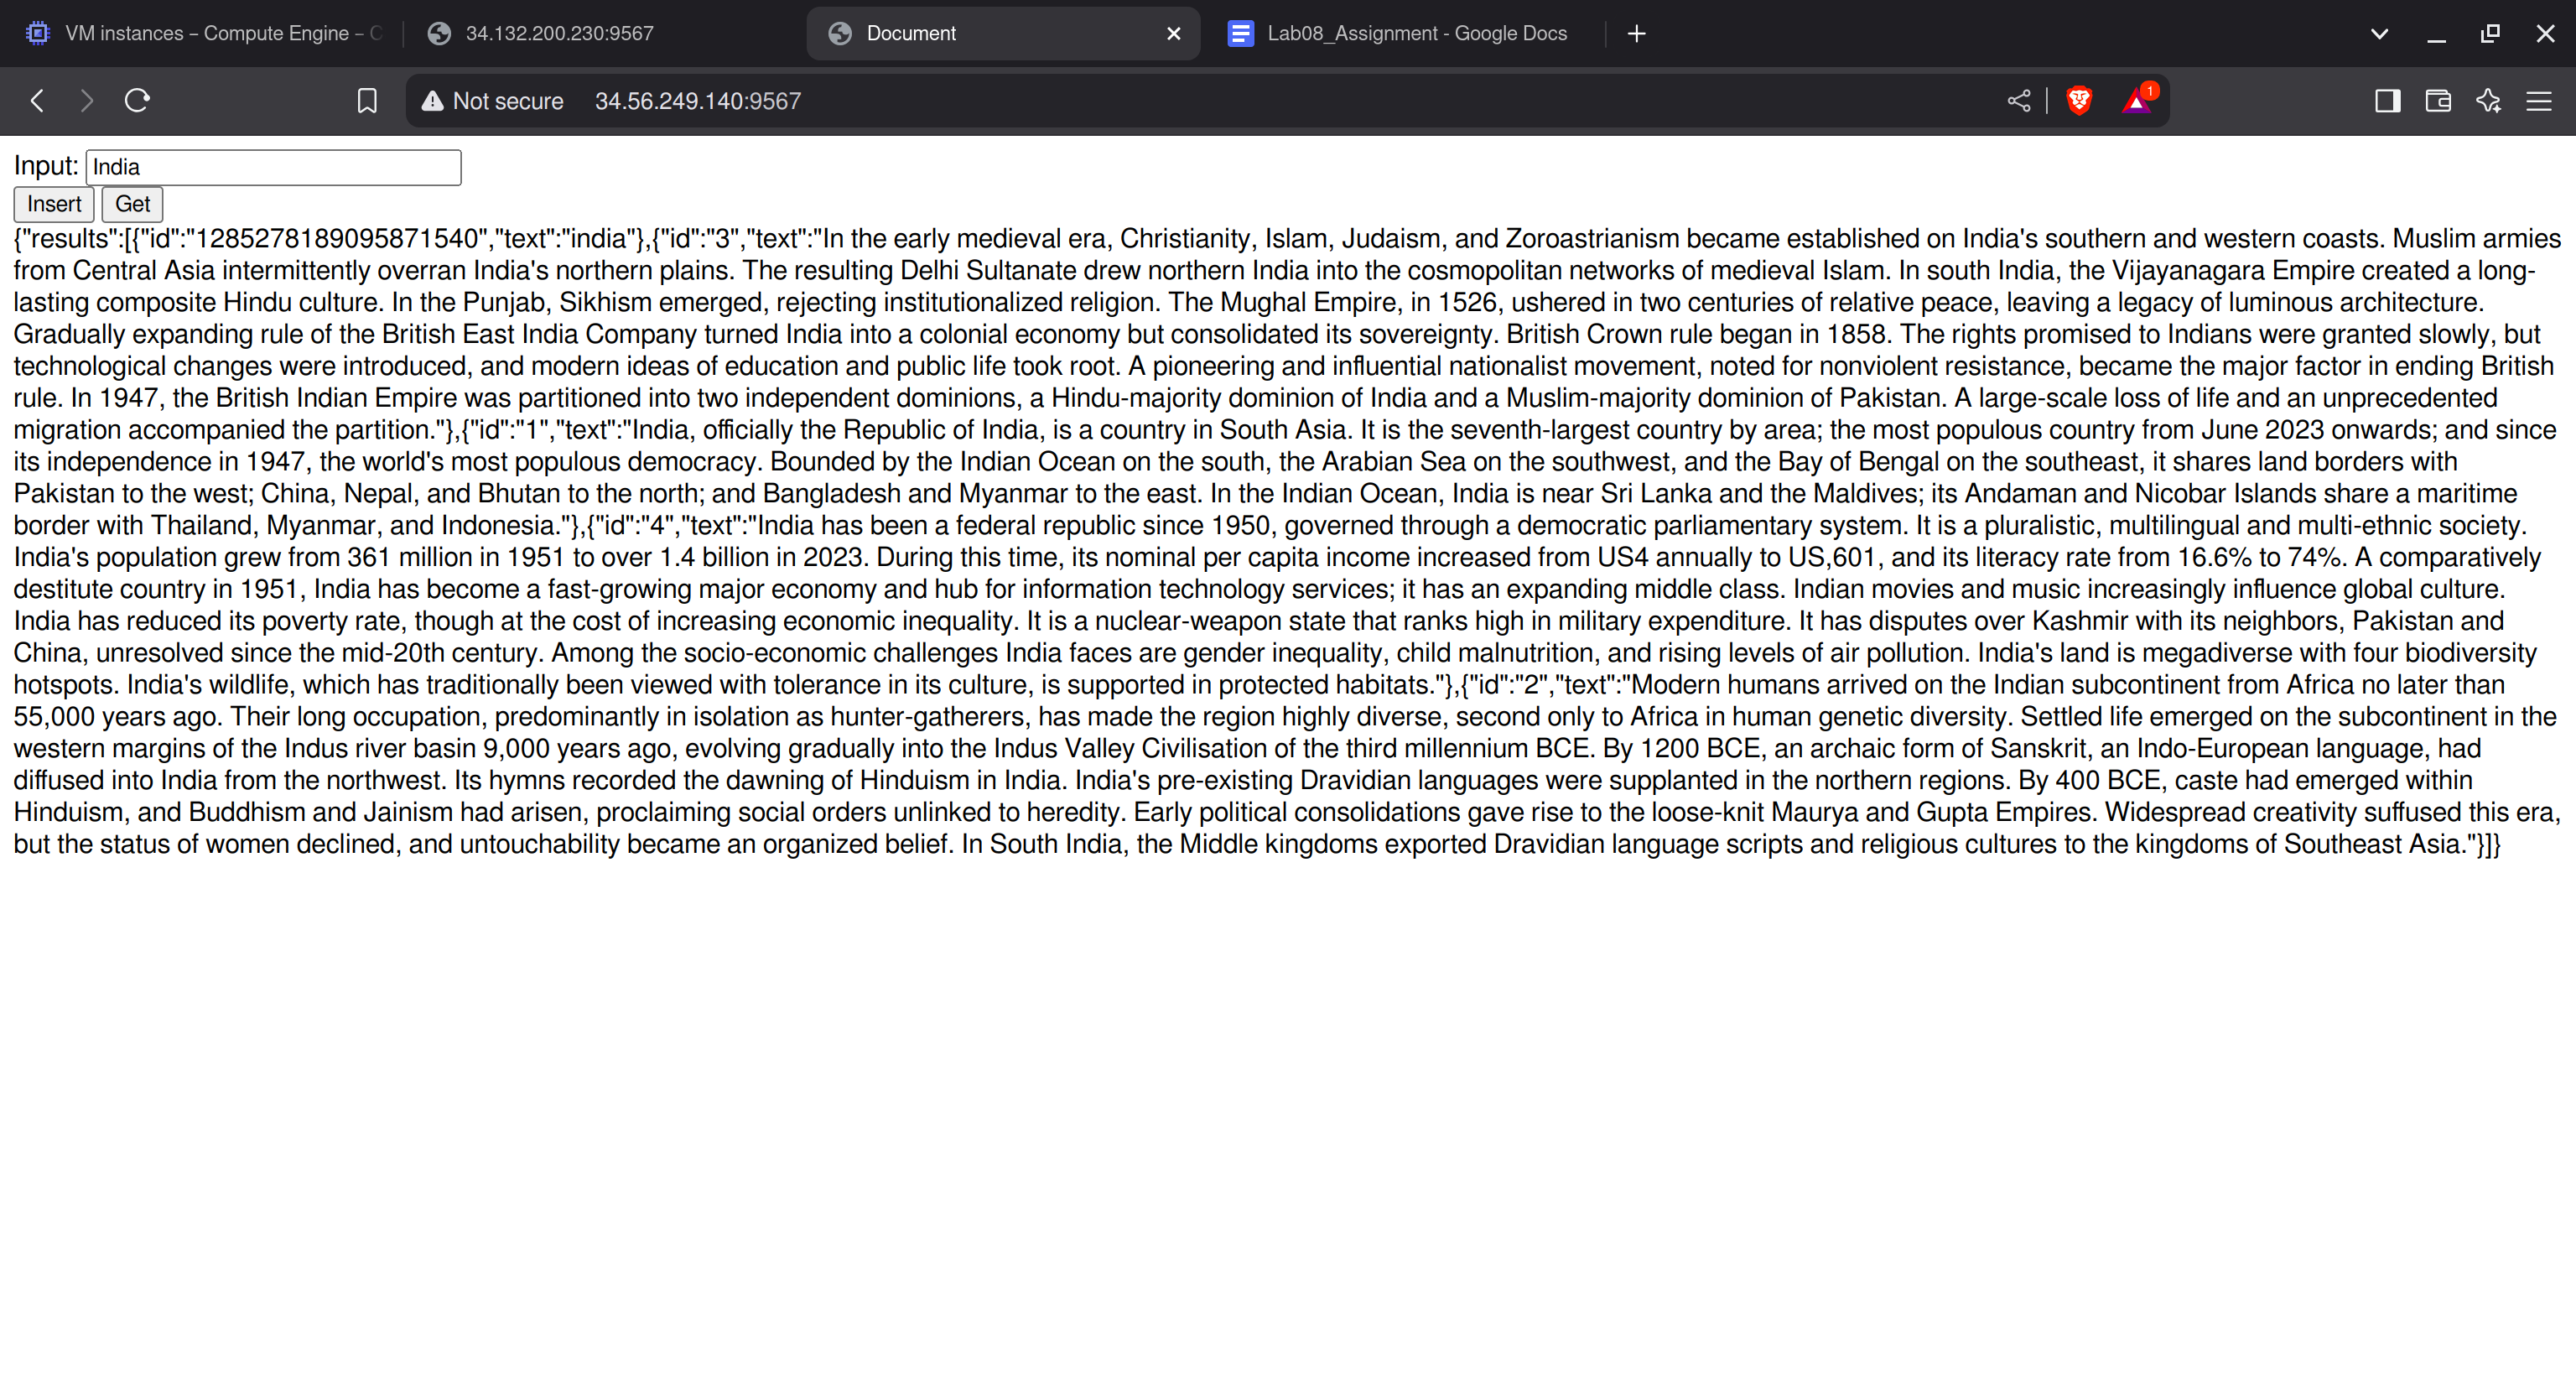 VM instances – Compute Engine – C
34.132.200.230:9567
Document
Lab08_Assignment - Google Docs
Not secure 34.56.249.140:9567
1
Input: India
Insert Get
{"results":[{"id":"1285278189095871540","text":"india"},{"id":"3","text":"In the early medieval era, Christianity, Islam, Judaism, and Zoroastrianism became established on India's southern and western coasts. Muslim armies
from Central Asia intermittently overran India's northern plains. The resulting Delhi Sultanate drew northern India into the cosmopolitan networks of medieval Islam. In south India, the Vijayanagara Empire created a long-
lasting composite Hindu culture. In the Punjab, Sikhism emerged, rejecting institutionalized religion. The Mughal Empire, in 1526, ushered in two centuries of relative peace, leaving a legacy of luminous architecture.
Gradually expanding rule of the British East India Company turned India into a colonial economy but consolidated its sovereignty. British Crown rule began in 1858. The rights promised to Indians were granted slowly, but
technological changes were introduced, and modern ideas of education and public life took root. A pioneering and influential nationalist movement, noted for nonviolent resistance, became the major factor in ending British
rule. In 1947, the British Indian Empire was partitioned into two independent dominions, a Hindu-majority dominion of India and a Muslim-majority dominion of Pakistan. A large-scale loss of life and an unprecedented
migration accompanied the partition."},{"id":"1","text":"India, officially the Republic of India, is a country in South Asia. It is the seventh-largest country by area; the most populous country from June 2023 onwards; and since
its independence in 1947, the world's most populous democracy. Bounded by the Indian Ocean on the south, the Arabian Sea on the southwest, and the Bay of Bengal on the southeast, it shares land borders with
Pakistan to the west; China, Nepal, and Bhutan to the north; and Bangladesh and Myanmar to the east. In the Indian Ocean, India is near Sri Lanka and the Maldives; its Andaman and Nicobar Islands share a maritime
border with Thailand, Myanmar, and Indonesia."},{"id":"4","text":"India has been a federal republic since 1950, governed through a democratic parliamentary system. It is a pluralistic, multilingual and multi-ethnic society.
India's population grew from 361 million in 1951 to over 1.4 billion in 2023. During this time, its nominal per capita income increased from US4 annually to US,601, and its literacy rate from 16.6% to 74%. A comparatively
destitute country in 1951, India has become a fast-growing major economy and hub for information technology services; it has an expanding middle class. Indian movies and music increasingly influence global culture.
India has reduced its poverty rate, though at the cost of increasing economic inequality. It is a nuclear-weapon state that ranks high in military expenditure. It has disputes over Kashmir with its neighbors, Pakistan and
China, unresolved since the mid-20th century. Among the socio-economic challenges India faces are gender inequality, child malnutrition, and rising levels of air pollution. India's land is megadiverse with four biodiversity
hotspots. India's wildlife, which has traditionally been viewed with tolerance in its culture, is supported in protected habitats."},{"id":"2","text":"Modern humans arrived on the Indian subcontinent from Africa no later than
55,000 years ago. Their long occupation, predominantly in isolation as hunter-gatherers, has made the region highly diverse, second only to Africa in human genetic diversity. Settled life emerged on the subcontinent in the
western margins of the Indus river basin 9,000 years ago, evolving gradually into the Indus Valley Civilisation of the third millennium BCE. By 1200 BCE, an archaic form of Sanskrit, an Indo-European language, had
diffused into India from the northwest. Its hymns recorded the dawning of Hinduism in India. India's pre-existing Dravidian languages were supplanted in the northern regions. By 400 BCE, caste had emerged within
Hinduism, and Buddhism and Jainism had arisen, proclaiming social orders unlinked to heredity. Early political consolidations gave rise to the loose-knit Maurya and Gupta Empires. Widespread creativity suffused this era,
but the status of women declined, and untouchability became an organized belief. In South India, the Middle kingdoms exported Dravidian language scripts and religious cultures to the kingdoms of Southeast Asia."}]}